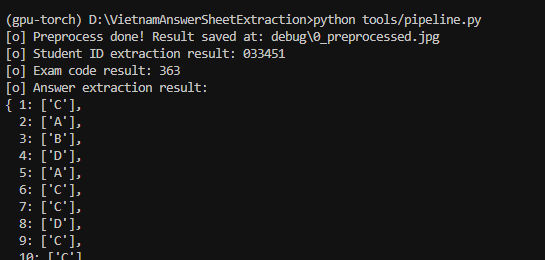 (gpu-torch) D:\VietnamAnswerSheetExtraction>python tools/pipeline.py
[o] Preprocess done! Result saved at: debug\0_preprocessed.jpg
[o] Student ID extraction result: 033451
[o] Exam code result: 363
[o] Answer extraction result:
{ 1: ['C'],
2: ['A'],
3: ['B'],
4: ['D'],
5: ['A'],
6: ['C'],
7: ['C'],
8: ['D'],
9: ['C'],
10: ['C']